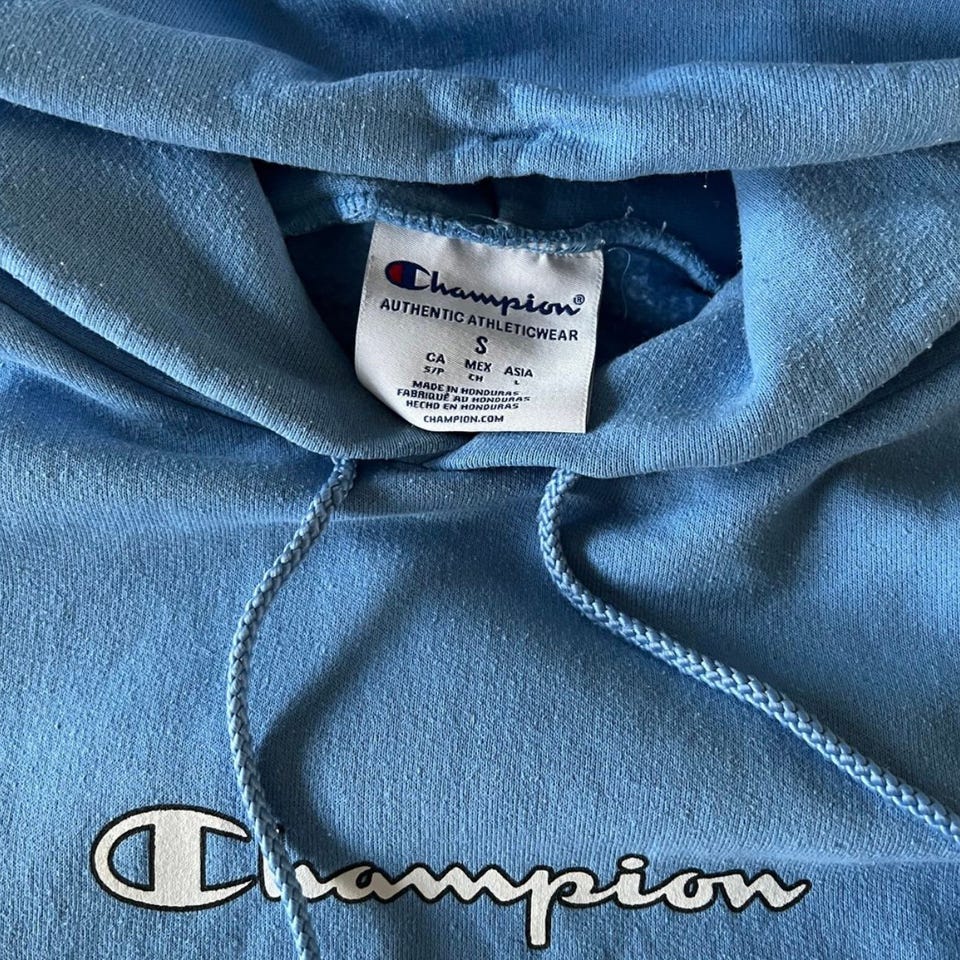 Champion®
AUTHENTIC ATHLETICWEAR
S
CA MEX ASIA
S/P CH L
MADE IN HONDURAS
FABRIQUÉ AU HONDURAS
HECHO EN HONDURAS
CHAMPION.COM
Champion